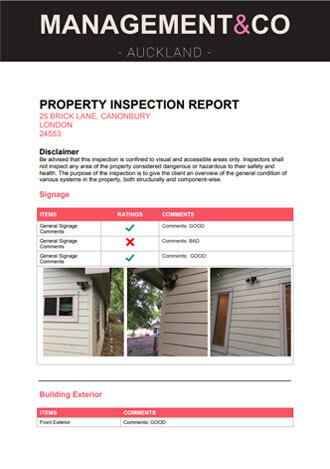 MANAGEMENT&CO
- AUCKLAND -
PROPERTY INSPECTION REPORT
25 BRICK LANE, CANONBURY
LONDON
24553
Disclaimer
Be advised that this inspection is confined to visual and accessible areas only. Inspectors shall
not inspect any area of the property considered dangerous or hazardous to their safety and
health. The purpose of the inspection is to give the client an overview of the general condition of
various systems in the property, both structurally and component-wise.
Signage
ITEMS RATINGS COMMENTS
General Signage
Comments
Comments: GOOD
General Signage
Comments
Comments: BAD
General Signage
Comments
Comments: GOOD
Building Exterior
ITEMS COMMENTS
Front Exterior Comments: GOOD